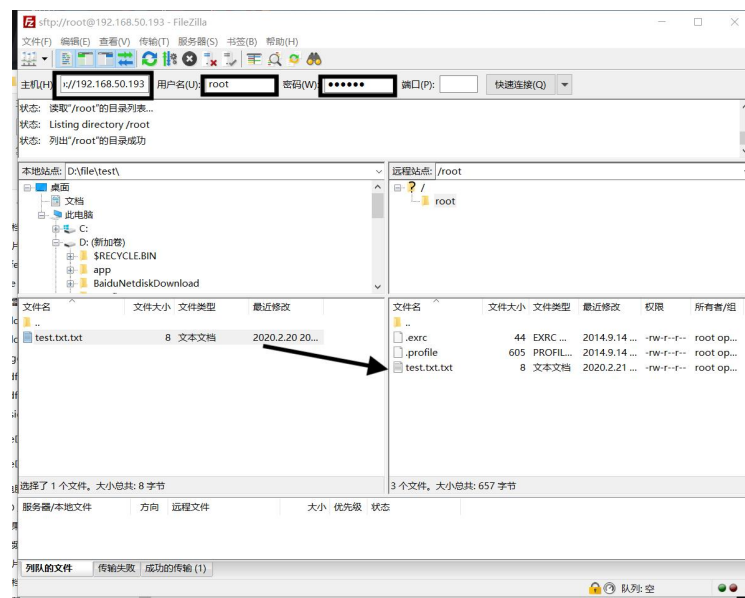 sftp://root@192.168.50.193 - FileZilla
文件(F) 编辑(E) 查看(V) 传输(T) 服务器(S) 书签(B) 帮助(H)
主机(H) ://192.168.50.193 用户名(U): root 密码(W): ●●●●●● 端口(P): 快速连接(Q)
状态: 读取"/root"的目录列表...
状态: Listing directory /root
状态: 列出"/root"的目录成功
本地站点: D:\file\test\ 远程站点: /root
桌面 /
文档 root
此电脑
C:
D: (新加卷)
$RECYCLE.BIN
app
BaiduNetdiskDownload
文件名 文件大小 文件类型 最近修改 文件名 文件大小 文件类型 最近修改 权限 所有者/组
.. ..
test.txt.txt 8 文本文档 2020.2.20 20... .exrc 44 EXRC ... 2014.9.14 ... -rw-r--r-- root op...
.profile 605 PROFIL... 2014.9.14 ... -rw-r--r-- root op...
test.txt.txt 8 文本文档 2020.2.21 ... -rw-r--r-- root op...
选择了 1 个文件。大小总共: 8 字节 3 个文件。大小总共: 657 字节
服务器/本地文件 方向 远程文件 大小 优先级 状态
列队的文件 传输失败 成功的传输 (1)
队列: 空